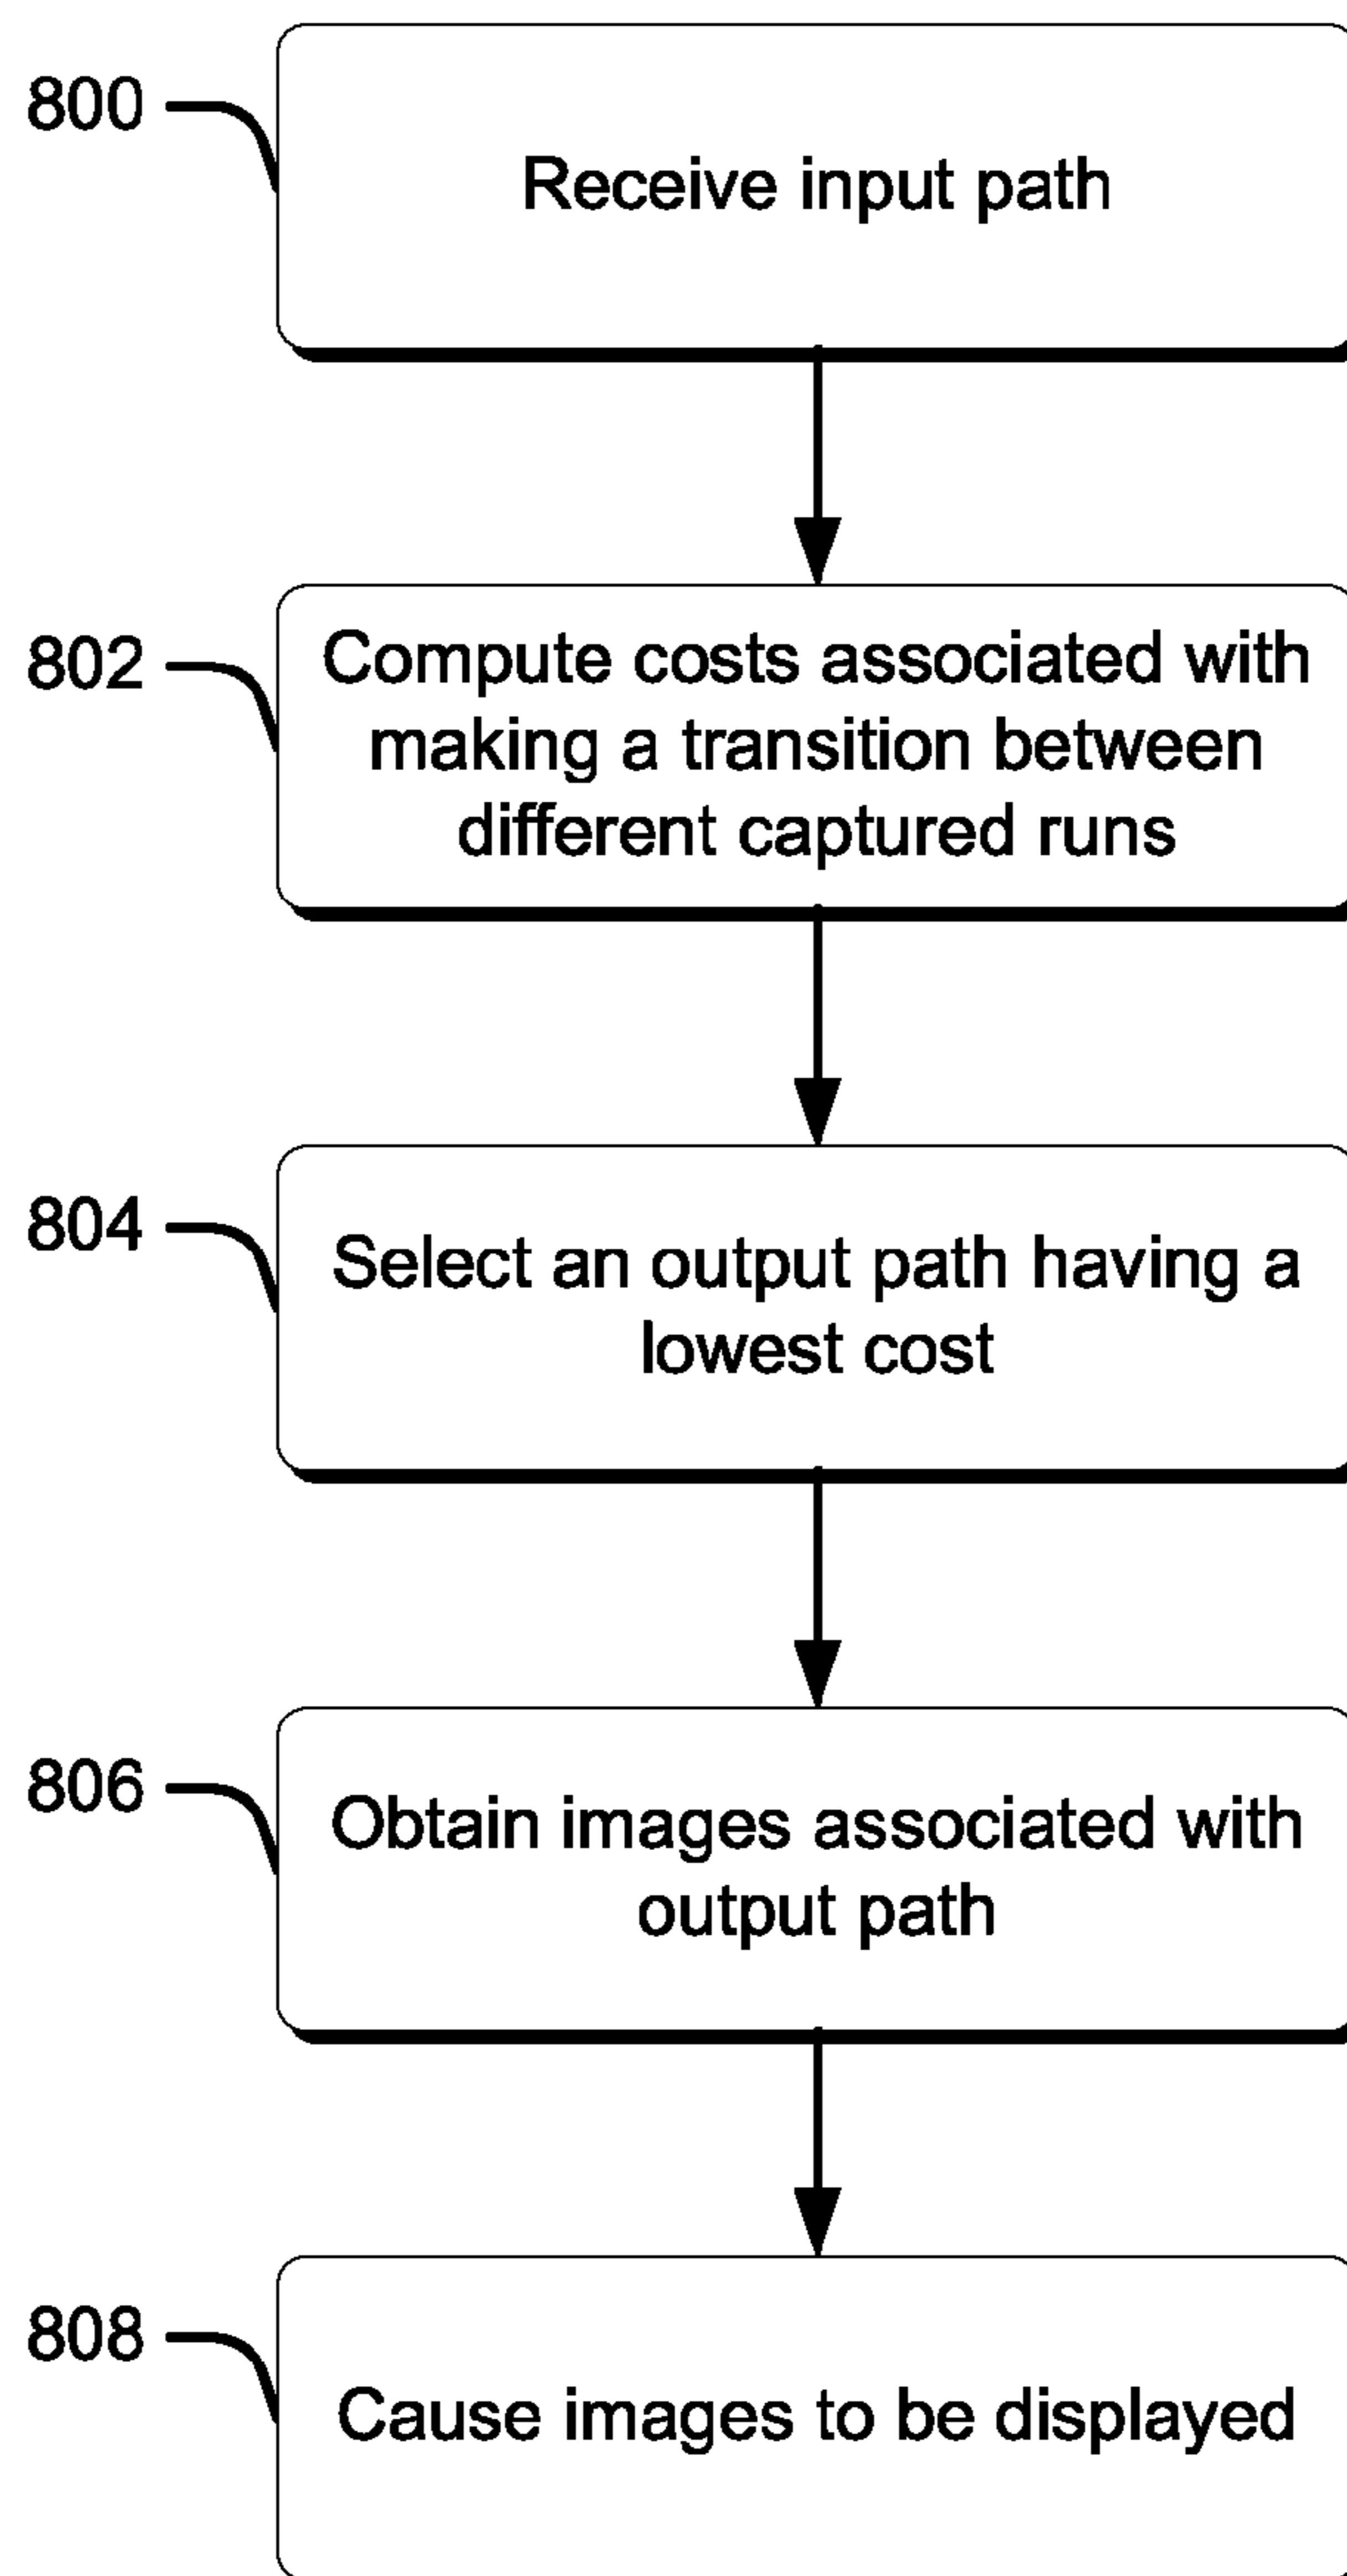 800
Receive input path
802
Compute costs associated with
making a transition between
different captured runs
804
Select an output path having a
lowest cost
806
Obtain images associated with
output path
808
Cause images to be displayed